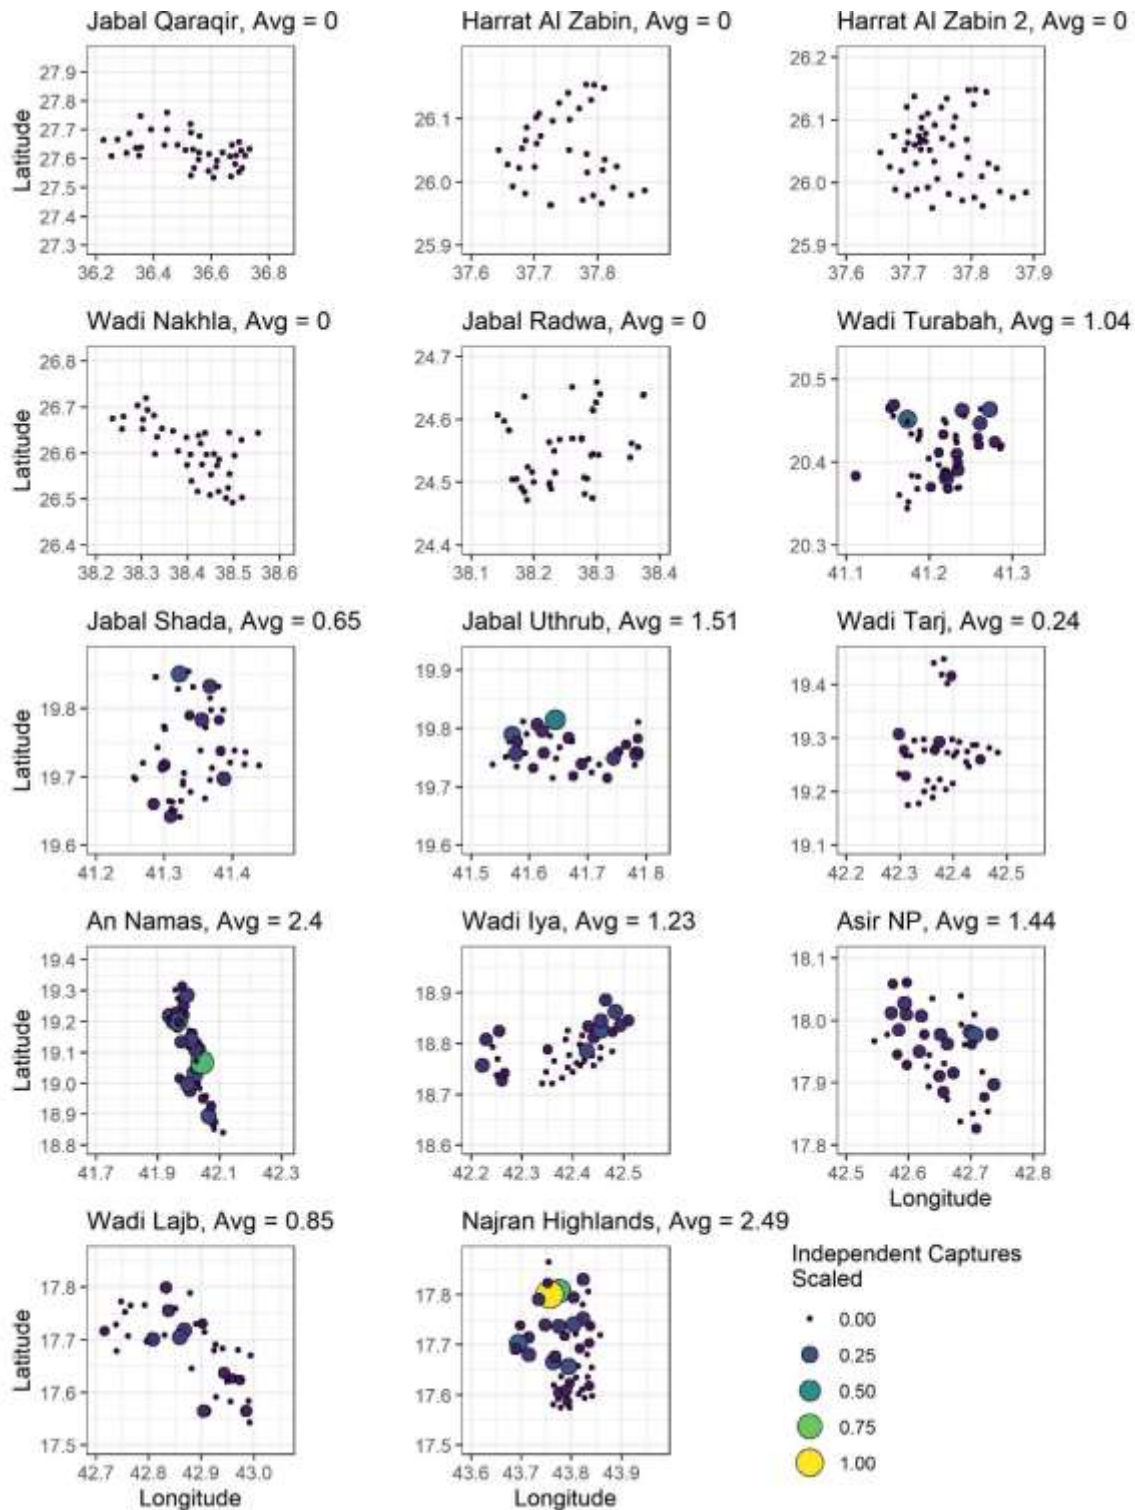 Jabal Qaraqir, Avg = 0
Harrat Al Zabin, Avg = 0
Harrat Al Zabin 2, Avg = 0
Latitude
27.9
27.8
27.7
27.6
27.5
27.4
27.3
36.2 36.4 36.6 36.8
26.2
26.1
26.0
25.9
37.6 37.7 37.8
26.2
26.1
26.0
25.9
37.6 37.7 37.8 37.9
Wadi Nakhla, Avg = 0
Jabal Radwa, Avg = 0
Wadi Turabah, Avg = 1.04
Latitude
26.8
26.7
26.6
26.5
26.4
38.2 38.3 38.4 38.5 38.6
24.7
24.6
24.5
24.4
38.1 38.2 38.3 38.4
20.5
20.4
20.3
41.1 41.2 41.3
Jabal Shada, Avg = 0.65
Jabal Uthrub, Avg = 1.51
Wadi Tarj, Avg = 0.24
Latitude
19.8
19.7
19.6
41.2 41.3 41.4
19.9
19.8
19.7
19.6
41.5 41.6 41.7 41.8
19.4
19.3
19.2
19.1
42.2 42.3 42.4 42.5
An Namas, Avg = 2.4
Wadi Iya, Avg = 1.23
Asir NP, Avg = 1.44
Latitude
19.4
19.3
19.2
19.1
19.0
18.9
18.8
41.7 41.9 42.1 42.3
18.9
18.8
18.7
18.6
42.2 42.3 42.4 42.5
18.1
18.0
17.9
17.8
42.5 42.6 42.7 42.8
Longitude
Wadi Lajb, Avg = 0.85
Najran Highlands, Avg = 2.49
Latitude
17.8
17.7
17.6
17.5
42.7 42.8 42.9 43.0
Longitude
17.8
17.7
17.6
17.5
43.6 43.7 43.8 43.9
Longitude
Independent Captures
Scaled
0.00
0.25
0.50
0.75
1.00